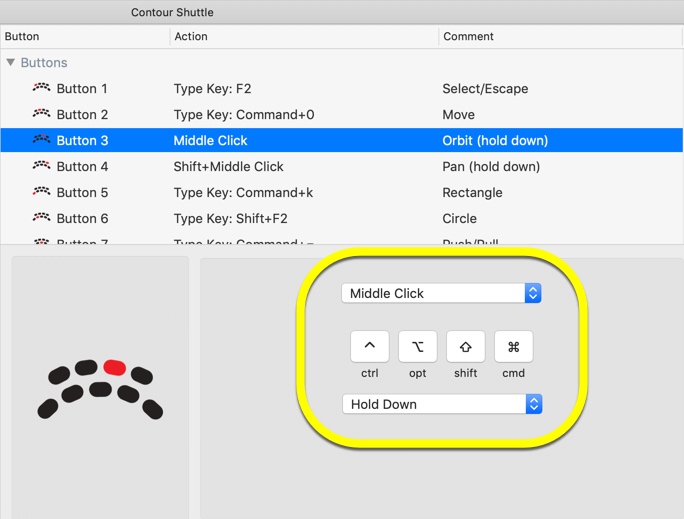 Contour Shuttle
Button Action Comment
Buttons
Button 1 Type Key: F2 Select/Escape
Button 2 Type Key: Command+0 Move
Button 3 Middle Click Orbit (hold down)
Button 4 Shift+Middle Click Pan (hold down)
Button 5 Type Key: Command+k Rectangle
Button 6 Type Key: Shift+F2 Circle
Button 7 Type Key: Command+= Push/Pull
Middle Click
ctrl opt shift cmd
Hold Down